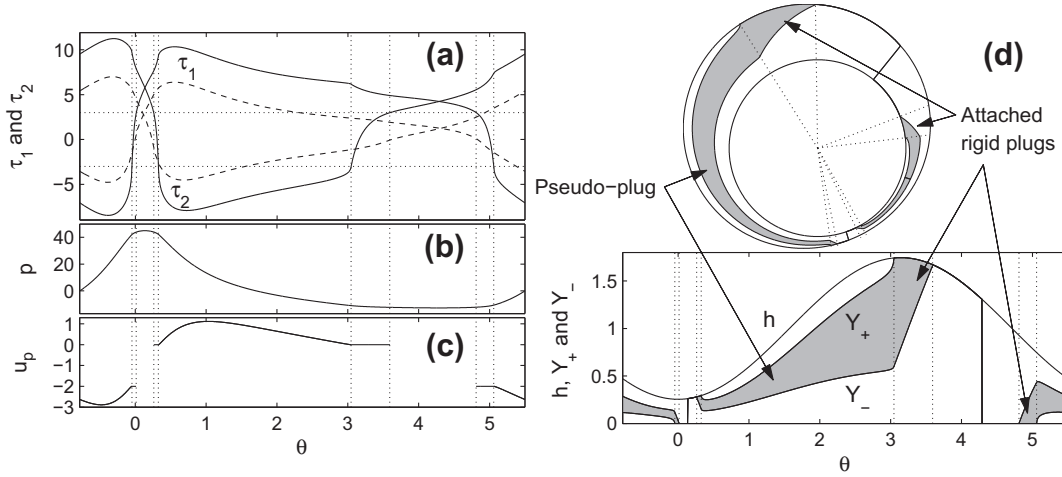 (a)
τ₁ and τ₂
10
5
0
−5
τ₁
τ₂
(b)
p
40
20
0
(c)
uₚ
1
0
−1
−2
−3
0 1 2 3 4 5
θ
(d)
Attached
rigid plugs
Pseudo−plug
h, Y₊ and Y₋
1.5
1
0.5
0
h
Y₊
Y₋
0 1 2 3 4 5
θ